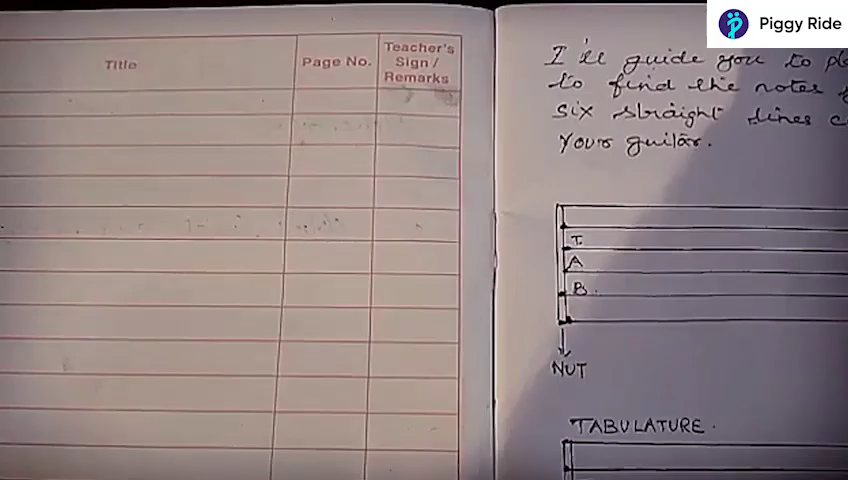 Piggy Ride
Title
Page No.
Teacher's
Sign /
Remarks
I'll guide you to
to find the notes
six straight lines
your guitar.
T
A
B.
NUT
TABULATURE.